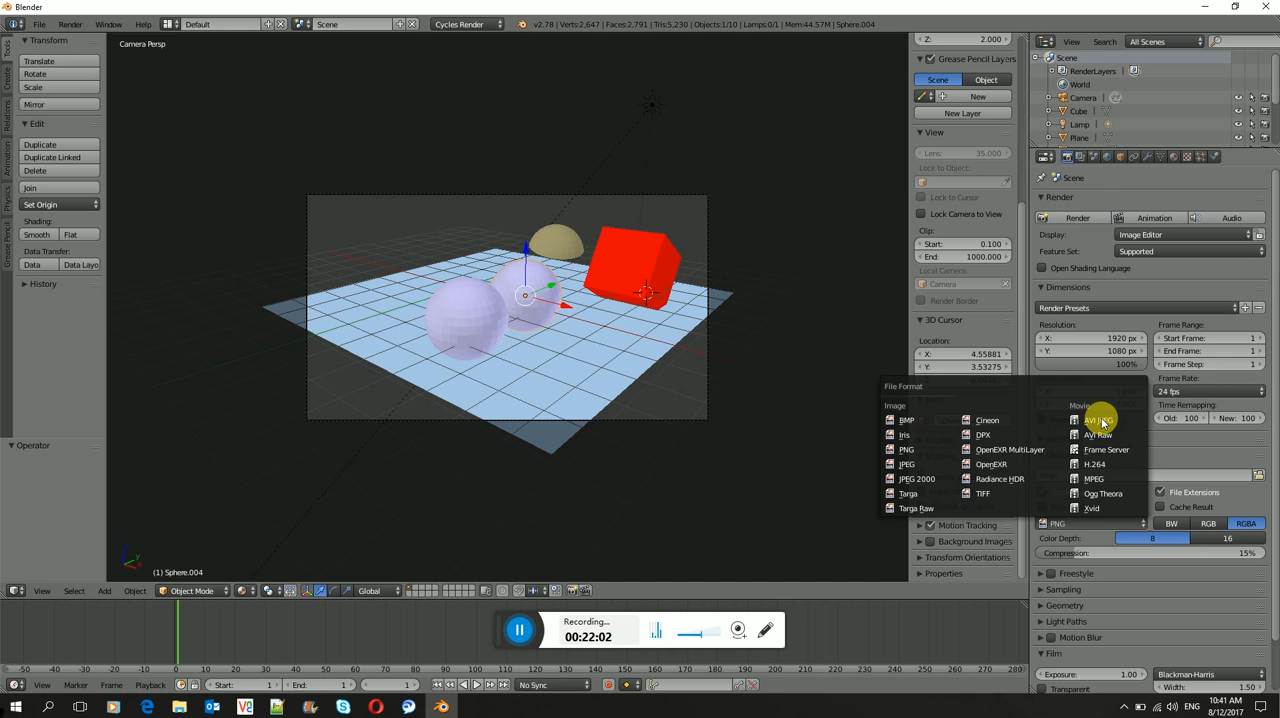 Blender
File Render Window Help Default Scene Cycles Render v2.78 | Verts:2,647 | Faces:2,791 | Tris:5,230 | Objects:1/10 | Lamps:0/1 | Mem:44.57M | Sphere.004
Transform
Translate
Rotate
Scale
Mirror
Edit
Duplicate
Duplicate Linked
Delete
Join
Set Origin
Shading:
Smooth Flat
Data Transfer:
Data Data Layo
History
Operator
Tools
Create
Relations
Animation
Physics
Grease Pencil
Camera Persp
(1) Sphere.004
Z: 2.000
Grease Pencil Layers
Scene Object
New
New Layer
View
Lens: 35.000
Lock to Object:
Lock to Cursor
Lock Camera to View
Clip:
Start: 0.100
End: 1000.000
Local Camera:
Camera
Render Border
3D Cursor
Location:
X: 4.55881
Y: 3.53275
Motion Tracking
Background Images
Transform Orientations
Properties
File Format
Image Movie
BMP Cineon AVI JPEG
Iris DPX AVI Raw
PNG OpenEXR MultiLayer Frame Server
JPEG OpenEXR H.264
JPEG 2000 Radiance HDR MPEG
Targa TIFF Ogg Theora
Targa Raw Xvid
View Search All Scenes
Scene
RenderLayers
World
Camera
Cube
Lamp
Plane
Scene
Render
Render Animation Audio
Display: Image Editor
Feature Set: Supported
Open Shading Language
Dimensions
Render Presets
Resolution: Frame Range:
X: 1920 px Start Frame: 1
Y: 1080 px End Frame: 1
100% Frame Step: 1
Frame Rate:
24 fps
Time Remapping:
Old: 100 New: 100
File Extensions
Cache Result
PNG BW RGB RGBA
Color Depth: 8 16
Compression: 15%
Freestyle
Sampling
Geometry
Light Paths
Motion Blur
Film
Exposure: 1.00 Blackman-Harris
Transparent Width: 1.50
View Select Add Object Object Mode Global
Recording...
00:22:02
-50 -40 -30 -20 -10 0 10 20 30 40 50 60 70 80 90 100 110 120 130 140 150 160 170 180 190 200 210 220 230 240 250 260 270 280
View Marker Frame Playback Start: 1 End: 1 1 No Sync
ENG 10:41 AM
8/12/2017